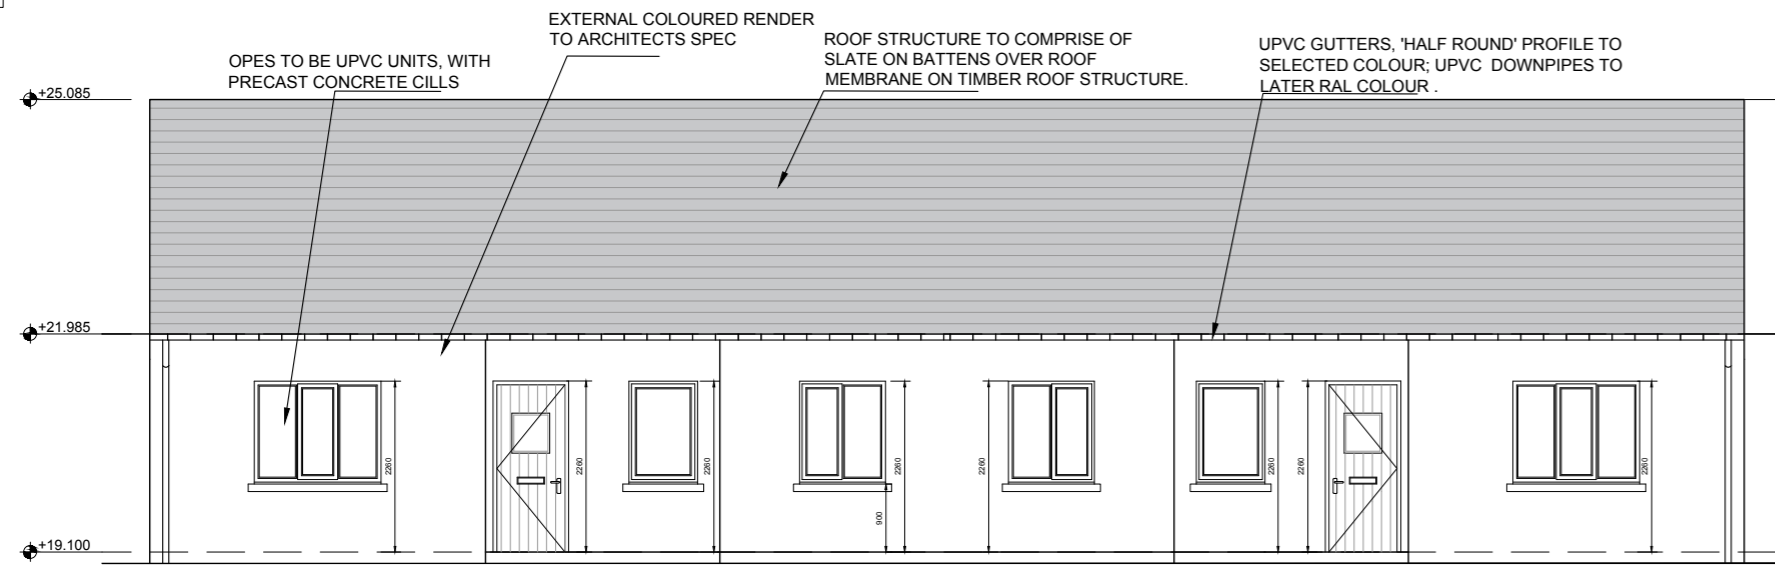 EXTERNAL COLOURED RENDER
TO ARCHITECTS SPEC
OPES TO BE UPVC UNITS, WITH
PRECAST CONCRETE CILLS
ROOF STRUCTURE TO COMPRISE OF
SLATE ON BATTENS OVER ROOF
MEMBRANE ON TIMBER ROOF STRUCTURE.
UPVC GUTTERS, 'HALF ROUND' PROFILE TO
SELECTED COLOUR; UPVC DOWNPIPES TO
LATER RAL COLOUR .
+25.085
+21.985
2260
2260
2260
2260
2260
2260
2260
2260
900
+19.100